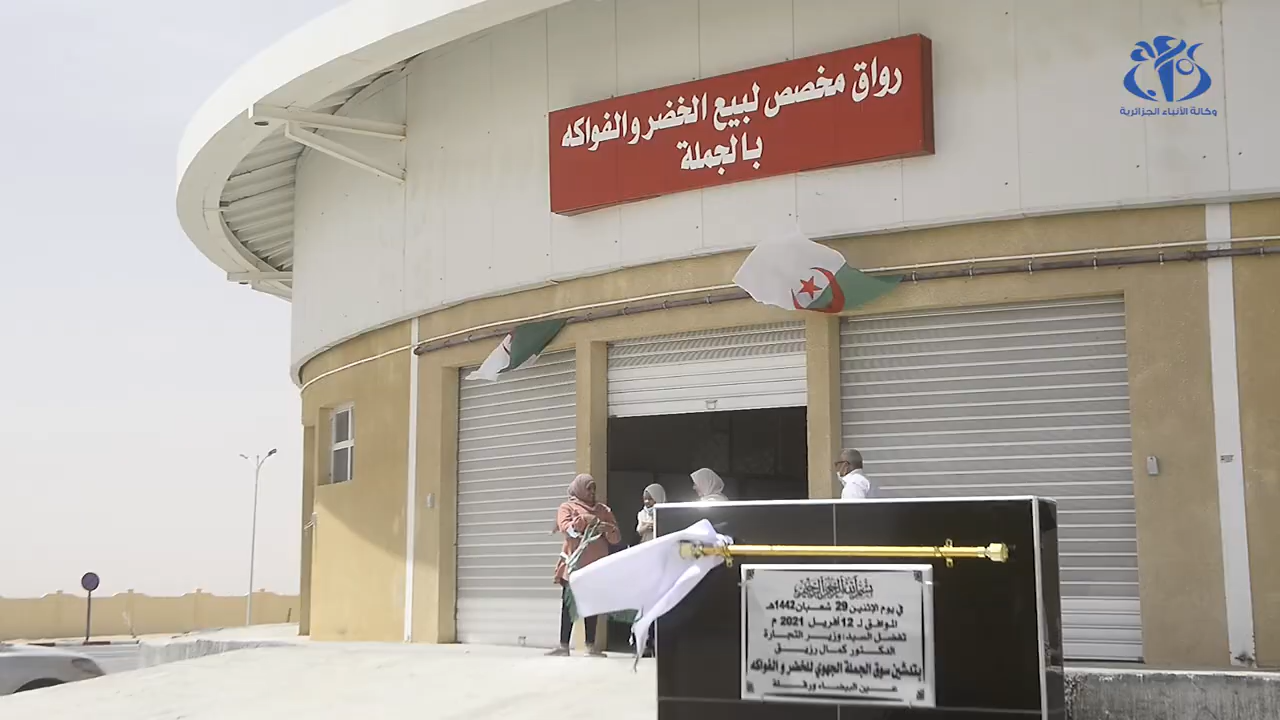 رواق مخصص لبيع الخضر و الفواكه
بالجملة
وكالة الأنباء الجزائرية
بسم الله الرحمن الرحيم
في يوم الإثنين 29 شعبان 1442هـ
الموافق لـ 12 أفريل 2021 م
تفضل السيد: وزير التجارة
الدكتور كمال رزيق
بتدشين سوق الجملة الجهوي للخضر و الفواكه
عين البيضاء ورقلة